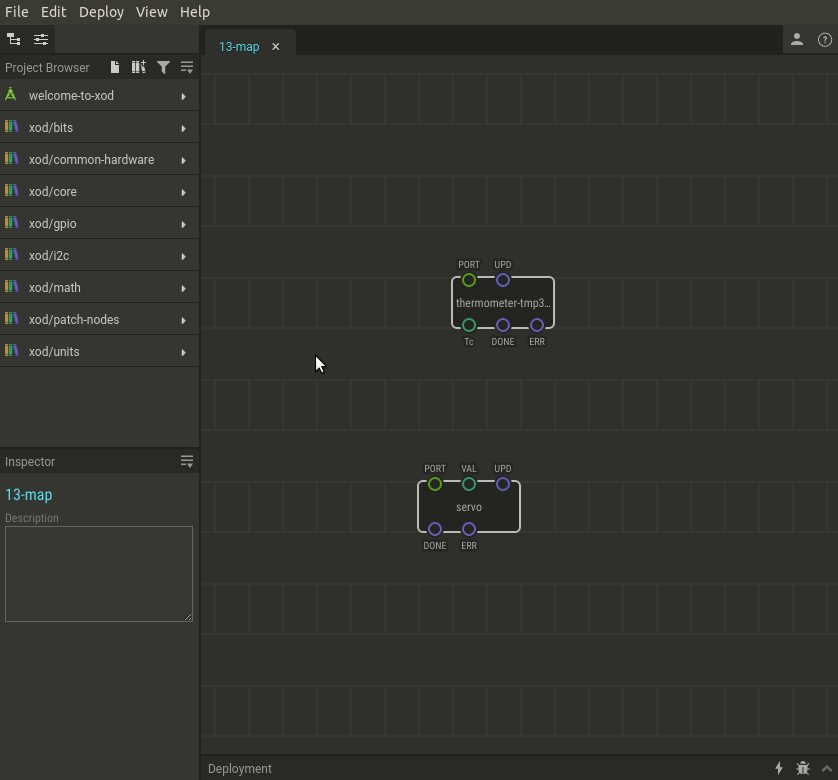 File Edit Deploy View Help
13-map
Project Browser
welcome-to-xod
xod/bits
xod/common-hardware
xod/core
xod/gpio
xod/i2c
xod/math
xod/patch-nodes
xod/units
PORT UPD
thermometer-tmp3...
Tc DONE ERR
PORT VAL UPD
servo
DONE ERR
Inspector
13-map
Description
Deployment